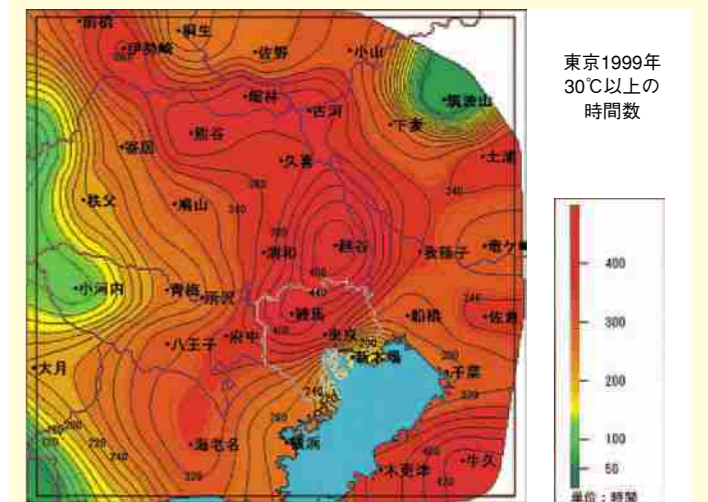 東京1999年
30℃以上の
時間数
前橋
桐生
伊勢崎
佐野
小山
筑波山
館林
古河
下妻
熊谷
寄居
久喜
土浦
秩父
鳩山
240
浦和
越谷
我孫子
竜ケ
400
440
小河内
青梅
所沢
練馬
船橋
佐倉
府中
東京
八王子
新木場
大月
千葉
海老名
横浜
320
木更津
牛久
400
300
200
100
50
単位：時間